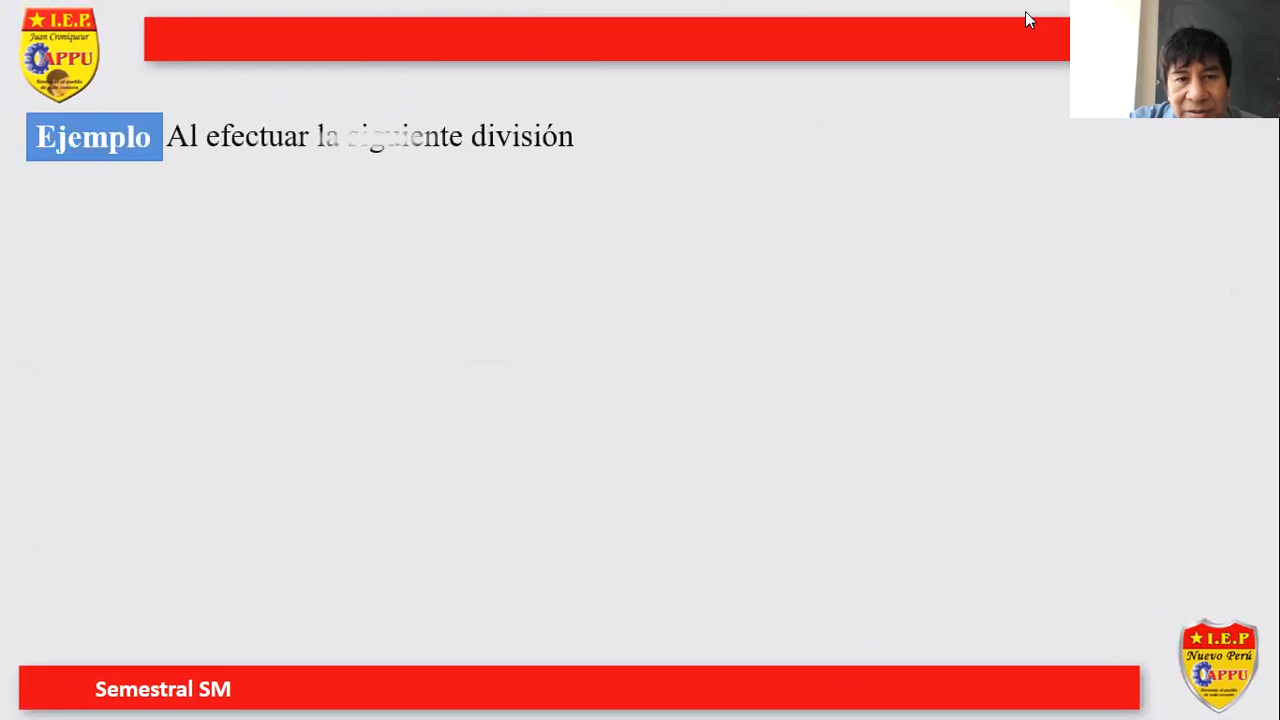 I.E.P.
Juan Croniqueur
CAPPU
Ejemplo Al efectuar la siguiente división
Semestral SM
I.E.P
Nuevo Perú
CAPPU